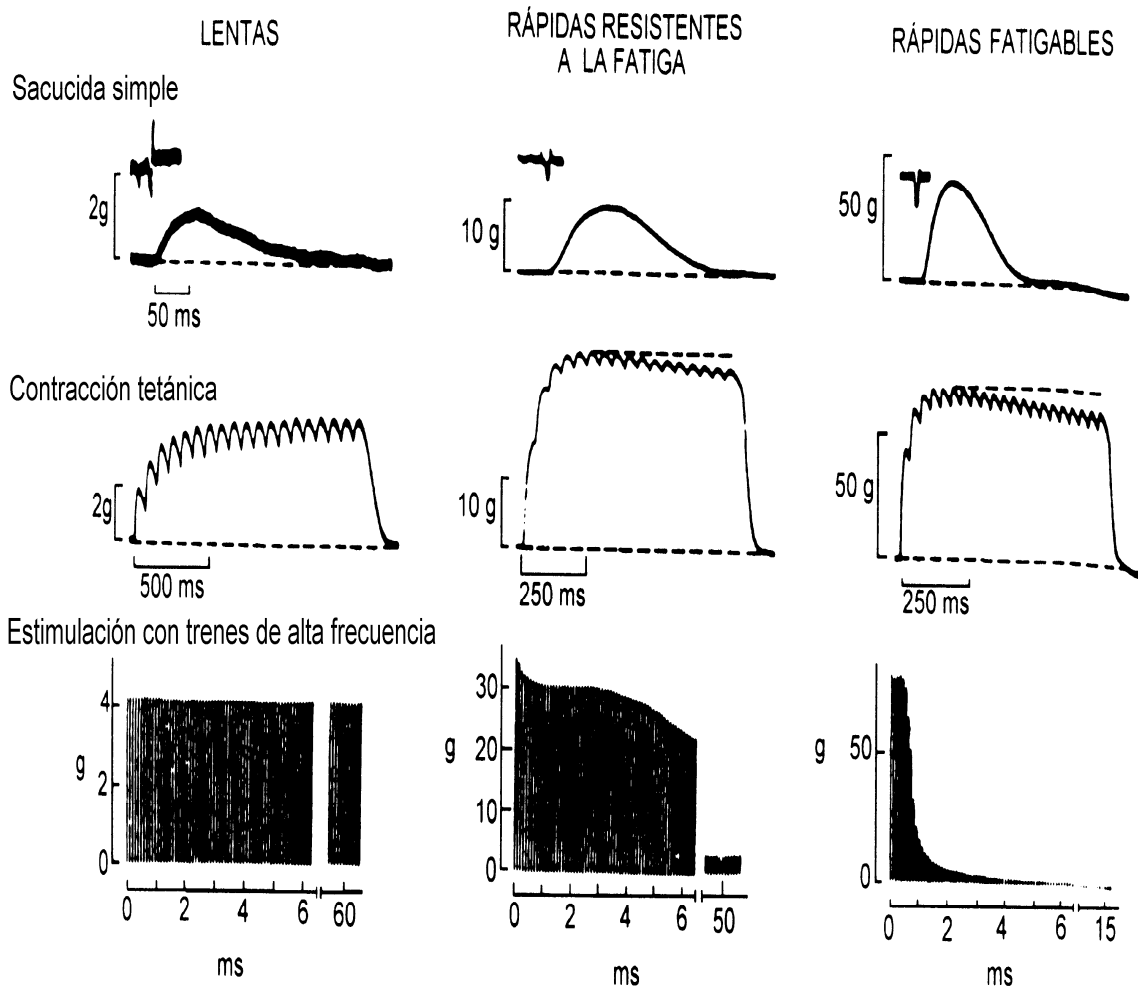 LENTAS
RÁPIDAS RESISTENTES
A LA FATIGA
RÁPIDAS FATIGABLES
Sacucida simple
2g
50 ms
10 g
50 g
Contracción tetánica
2g
500 ms
10 g
250 ms
50 g
250 ms
Estimulación con trenes de alta frecuencia
4
g
2
0
0 2 4 6 60
ms
30
g
20
10
0
0 2 4 6 50
ms
50
g
0
0 2 4 6 15
ms